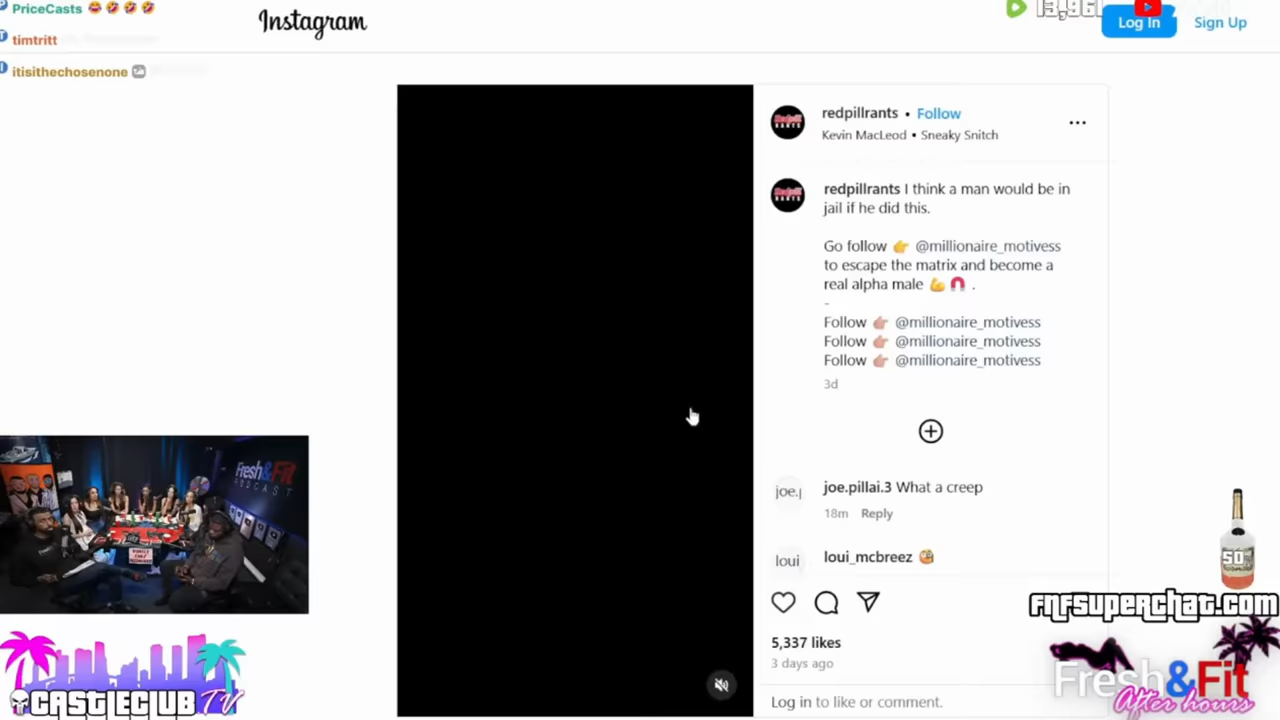 PriceCasts 😂 🤣 🤣 🤣
timtritt
itisithechosenone
Instagram
13,961
Log In
Sign Up
redpillrants • Follow
Kevin MacLeod • Sneaky Snitch
redpillrants I think a man would be in
jail if he did this.
Go follow 👉 @millionaire_motivess
to escape the matrix and become a
real alpha male 💪 🧲 .
-
Follow 👉🏼 @millionaire_motivess
Follow 👉🏼 @millionaire_motivess
Follow 👉🏼 @millionaire_motivess
3d
joe.p
joe.pillai.3 What a creep
18m Reply
loui
loui_mcbreez 🧐
5,337 likes
3 days ago
Log in to like or comment.
Fresh&Fit
PODCAST
50
FNFSUPERCHAT.COM
CASTLECLUB TV
Fresh&Fit
After hours